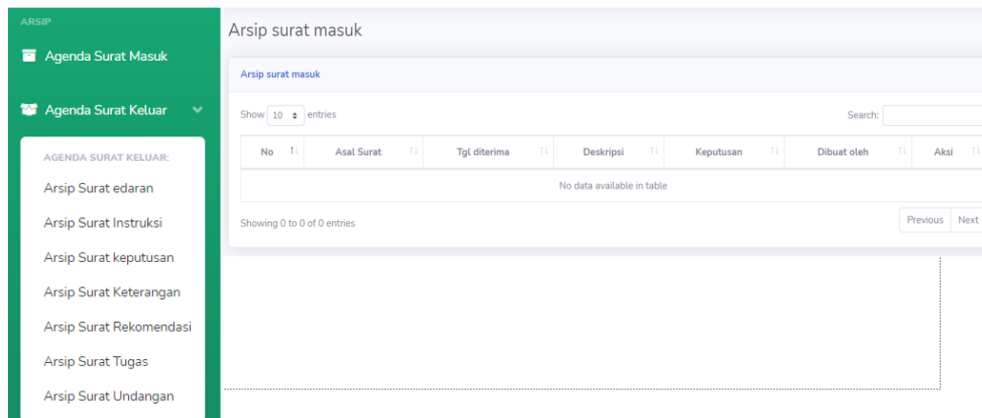 ARSIP
Agenda Surat Masuk
Agenda Surat Keluar
AGENDA SURAT KELUAR:
Arsip Surat edaran
Arsip Surat Instruksi
Arsip Surat keputusan
Arsip Surat Keterangan
Arsip Surat Rekomendasi
Arsip Surat Tugas
Arsip Surat Undangan
Arsip surat masuk
Arsip surat masuk
Show 10 entries Search:
No Asal Surat Tgl diterima Deskripsi Keputusan Dibuat oleh Aksi
No data available in table
Showing 0 to 0 of 0 entries Previous Next